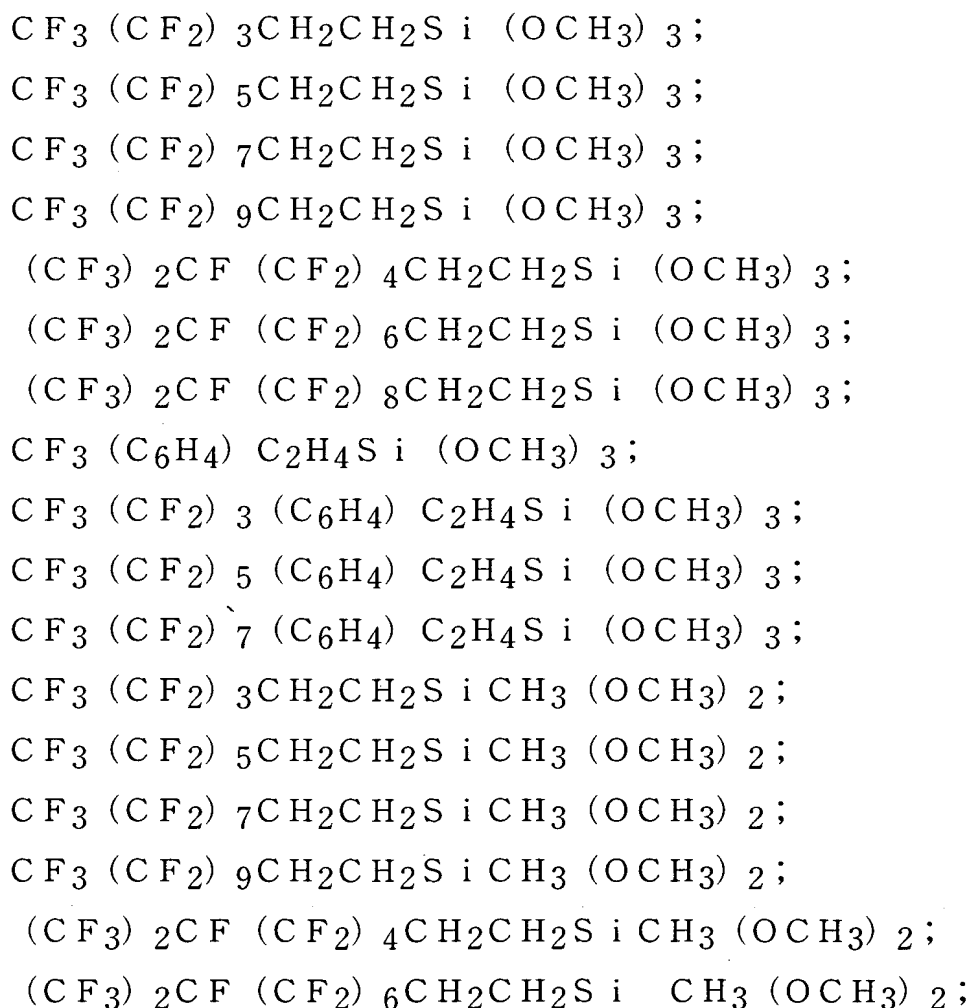 CF3(CF2)3CH2CH2Si(OCH3)3;
CF3(CF2)5CH2CH2Si(OCH3)3;
CF3(CF2)7CH2CH2Si(OCH3)3;
CF3(CF2)9CH2CH2Si(OCH3)3;
(CF3)2CF(CF2)4CH2CH2Si(OCH3)3;
(CF3)2CF(CF2)6CH2CH2Si(OCH3)3;
(CF3)2CF(CF2)8CH2CH2Si(OCH3)3;
CF3(C6H4)C2H4Si(OCH3)3;
CF3(CF2)3(C6H4)C2H4Si(OCH3)3;
CF3(CF2)5(C6H4)C2H4Si(OCH3)3;
CF3(CF2)7(C6H4)C2H4Si(OCH3)3;
CF3(CF2)3CH2CH2SiCH3(OCH3)2;
CF3(CF2)5CH2CH2SiCH3(OCH3)2;
CF3(CF2)7CH2CH2SiCH3(OCH3)2;
CF3(CF2)9CH2CH2SiCH3(OCH3)2;
(CF3)2CF(CF2)4CH2CH2SiCH3(OCH3)2;
(CF3)2CF(CF2)6CH2CH2Si CH3(OCH3)2;